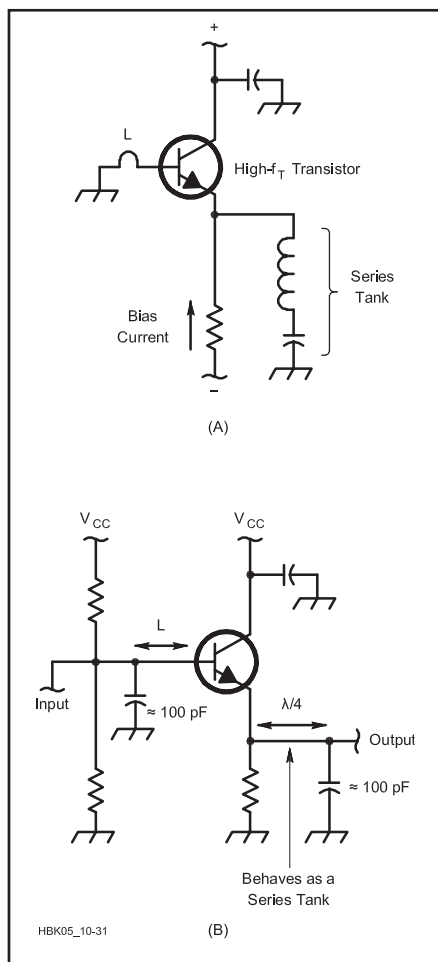 +
L
High-fT Transistor
Series
Tank
Bias
Current
–
(A)
VCC
VCC
L
λ/4
Input
≈ 100 pF
Output
≈ 100 pF
Behaves as a
Series Tank
HBK05_10-31
(B)